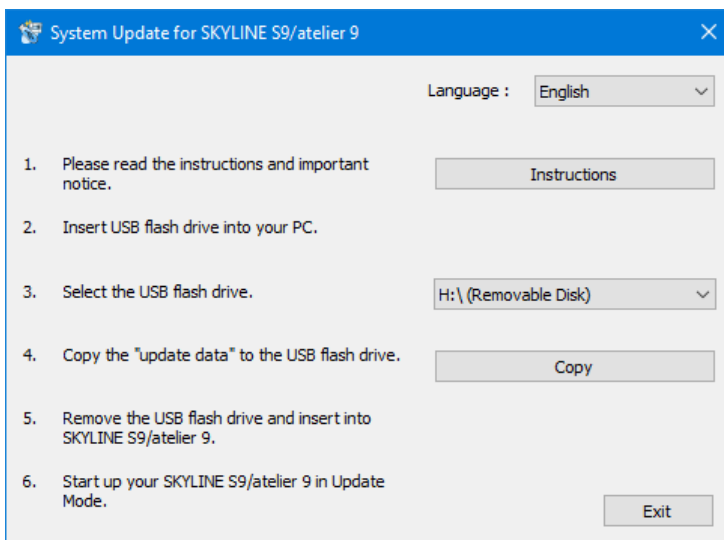 System Update for SKYLINE S9/atelier 9
Language :
English
1.
Please read the instructions and important
notice.
Instructions
2.
Insert USB flash drive into your PC.
3.
Select the USB flash drive.
H:\ (Removable Disk)
4.
Copy the "update data" to the USB flash drive.
Copy
5.
Remove the USB flash drive and insert into
SKYLINE S9/atelier 9.
6.
Start up your SKYLINE S9/atelier 9 in Update
Mode.
Exit